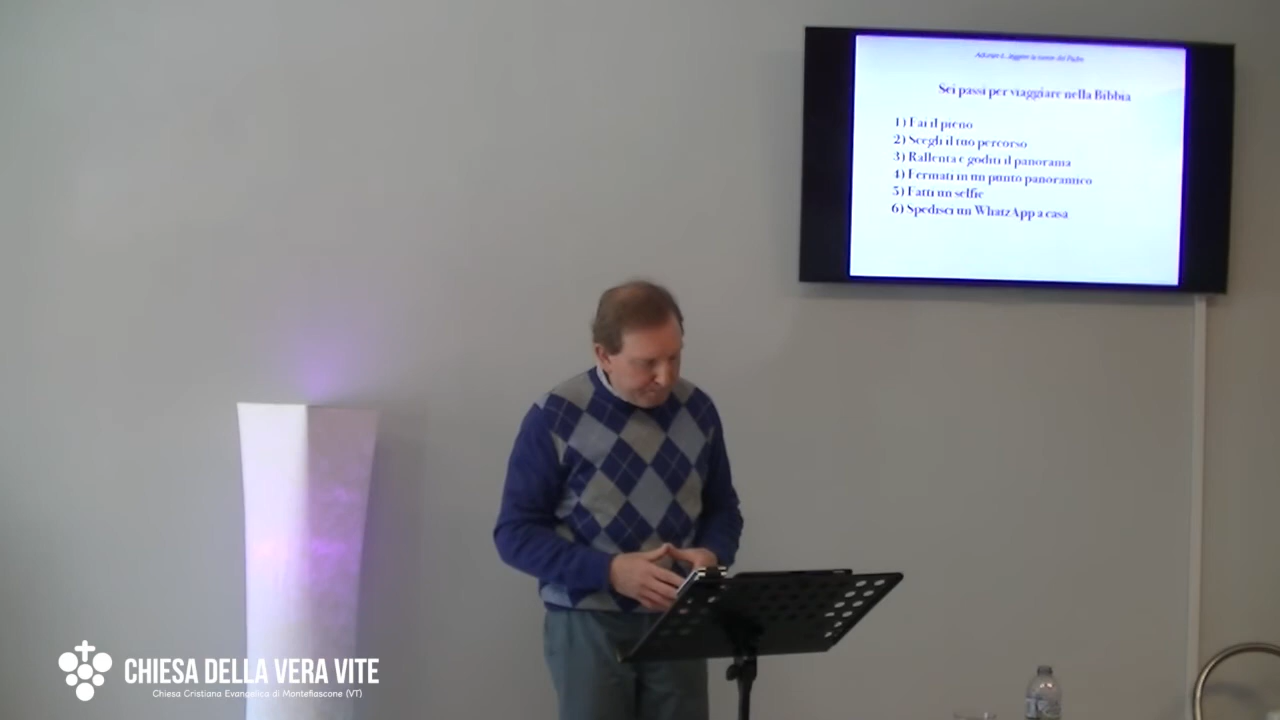 Sei passi per viaggiare nella Bibbia
1) Fai il pieno
2) Scegli il tuo percorso
3) Rallenta e goditi il panorama
4) Fermati in un punto panoramico
5) Fatti un selfie
6) Spedisci un WhatzApp a casa
CHIESA DELLA VERA VITE
Chiesa Cristiana Evangelica di Montefiascone (VT)